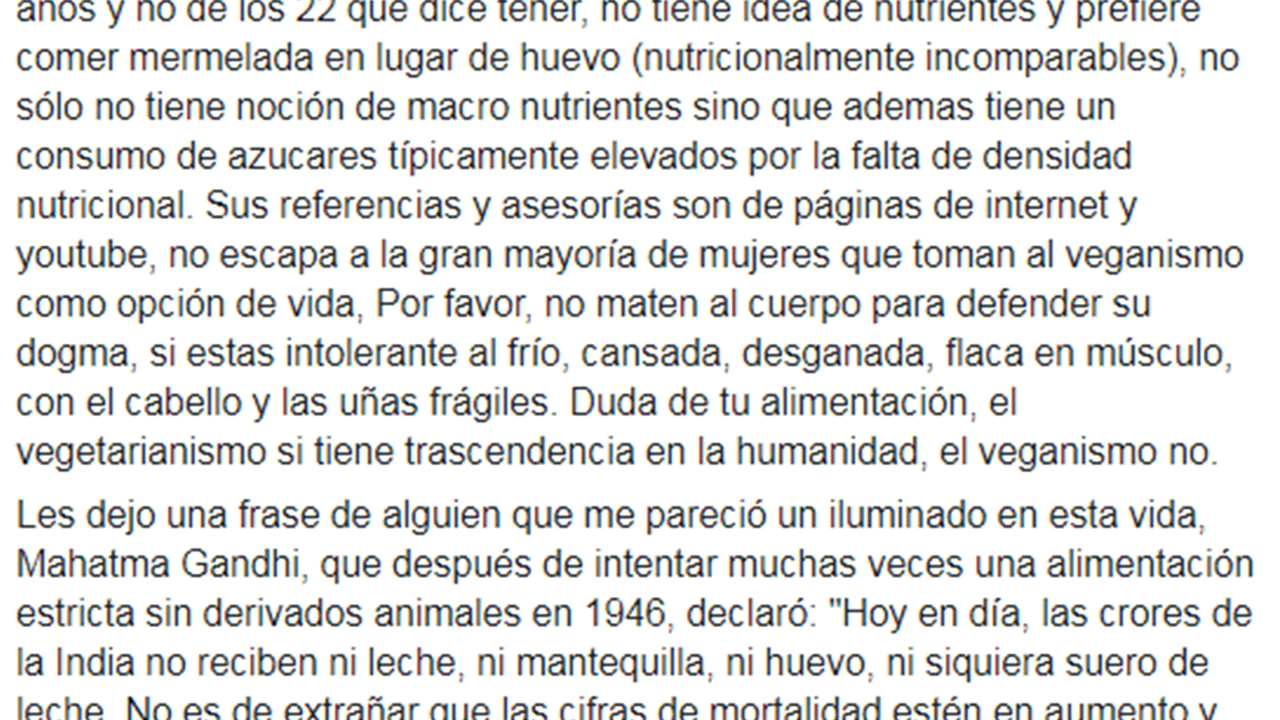 años y no de los 22 que dice tener, no tiene idea de nutrientes y prefiere
comer mermelada en lugar de huevo (nutricionalmente incomparables), no
sólo no tiene noción de macro nutrientes sino que ademas tiene un
consumo de azucares típicamente elevados por la falta de densidad
nutricional. Sus referencias y asesorías son de páginas de internet y
youtube, no escapa a la gran mayoría de mujeres que toman al veganismo
como opción de vida, Por favor, no maten al cuerpo para defender su
dogma, si estas intolerante al frío, cansada, desganada, flaca en músculo,
con el cabello y las uñas frágiles. Duda de tu alimentación, el
vegetarianismo si tiene trascendencia en la humanidad, el veganismo no.
Les dejo una frase de alguien que me pareció un iluminado en esta vida,
Mahatma Gandhi, que después de intentar muchas veces una alimentación
estricta sin derivados animales en 1946, declaró: "Hoy en día, las crores de
la India no reciben ni leche, ni mantequilla, ni huevo, ni siquiera suero de
leche. No es de extrañar que las cifras de mortalidad estén en aumento y